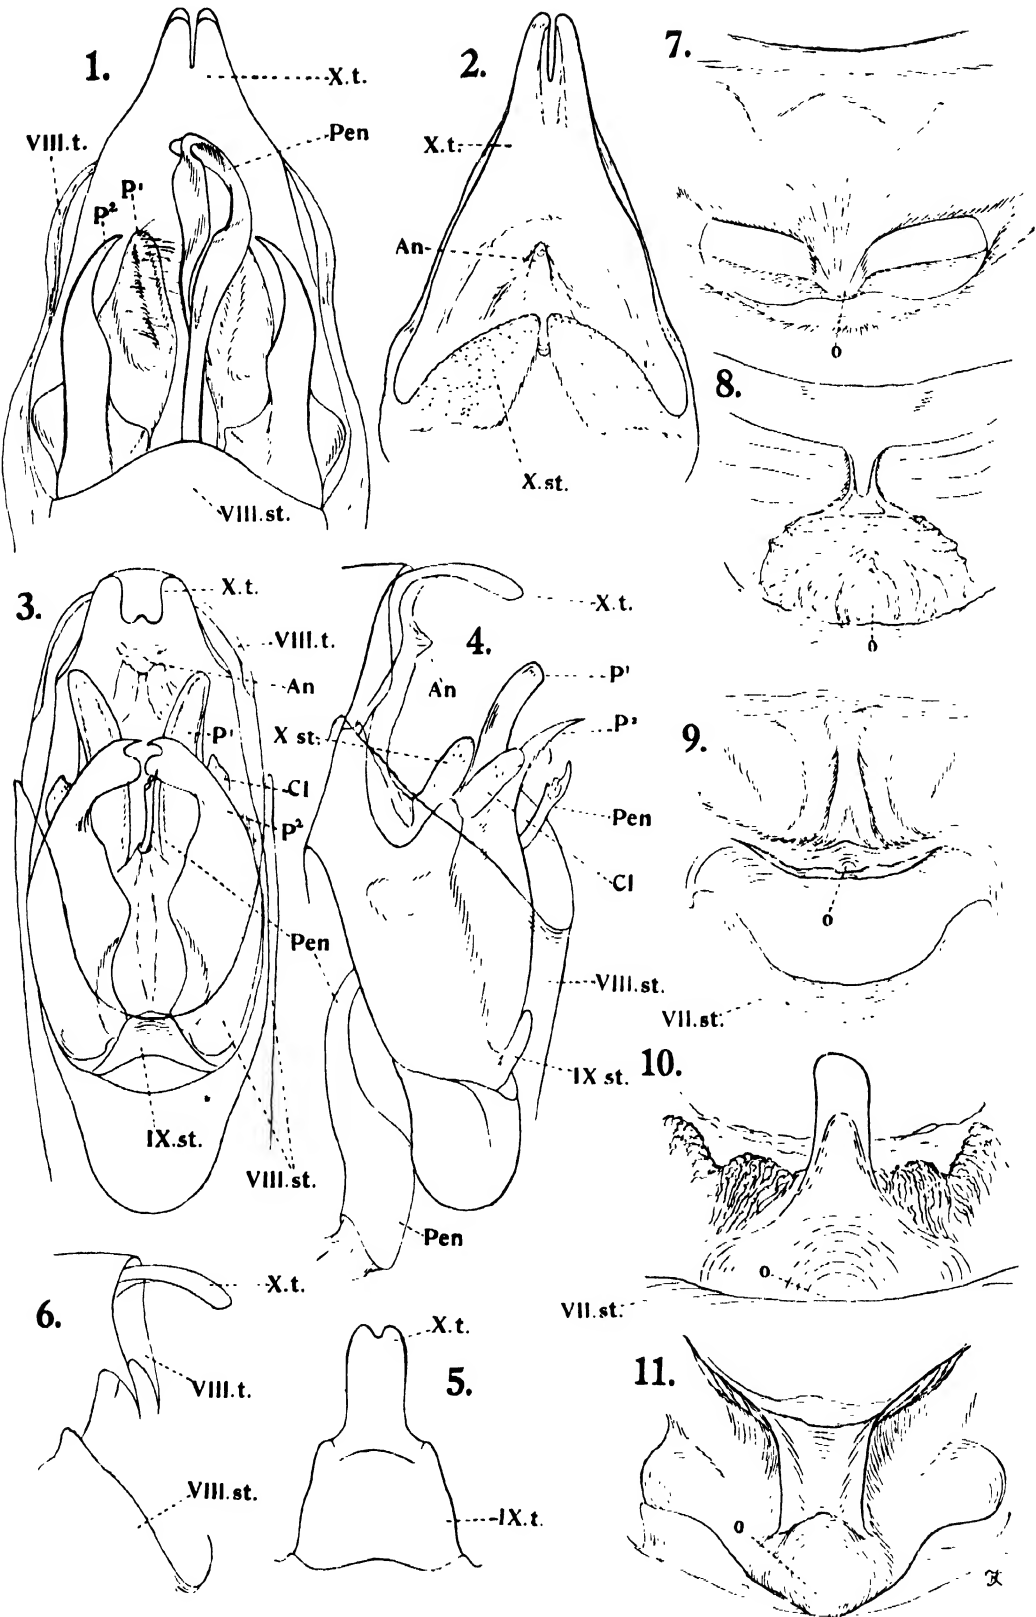 1.
X.t.
Pen
VIII.t.
P¹
P²
VIII.st.
2.
X.t.
An
X.st.
3.
X.t.
VIII.t.
An
P¹
Cl
P²
Pen
IX.st.
VIII.st.
4.
X.t.
P¹
An
X st.
P²
Pen
Cl
VIII.st.
IX st.
Pen
5.
X.t.
IX.t.
6.
X.t.
VIII.t.
VIII.st.
7.
o
8.
o
9.
o
VII.st.
10.
o
VII.st.
11.
o